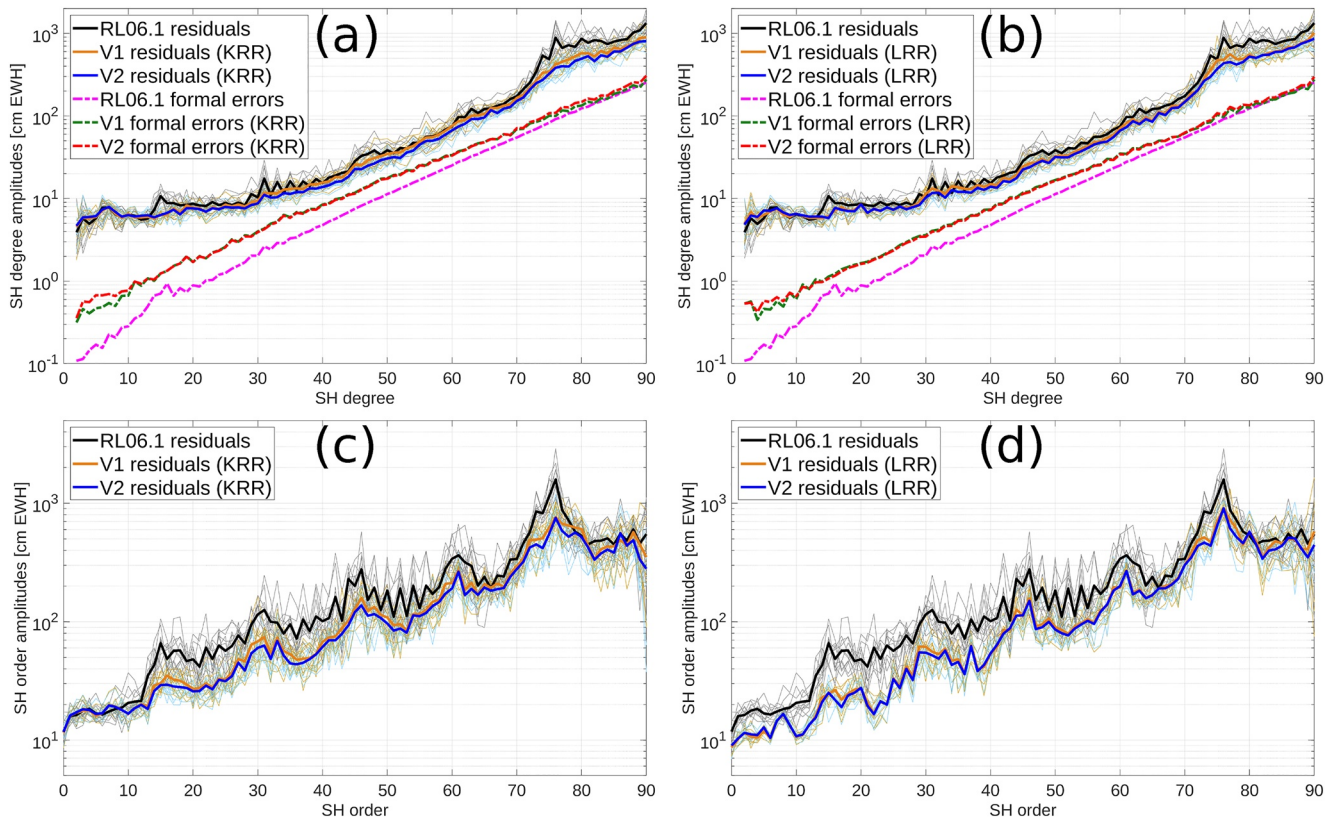 (a)
RL06.1 residuals
V1 residuals (KRR)
V2 residuals (KRR)
RL06.1 formal errors
V1 formal errors (KRR)
V2 formal errors (KRR)
SH degree amplitudes [cm EWH]
10³
10²
10¹
10⁰
10⁻¹
0 10 20 30 40 50 60 70 80 90
SH degree
(b)
RL06.1 residuals
V1 residuals (LRR)
V2 residuals (LRR)
RL06.1 formal errors
V1 formal errors (LRR)
V2 formal errors (LRR)
SH degree amplitudes [cm EWH]
10³
10²
10¹
10⁰
10⁻¹
0 10 20 30 40 50 60 70 80 90
SH degree
(c)
RL06.1 residuals
V1 residuals (KRR)
V2 residuals (KRR)
SH order amplitudes [cm EWH]
10³
10²
10¹
0 10 20 30 40 50 60 70 80 90
SH order
(d)
RL06.1 residuals
V1 residuals (LRR)
V2 residuals (LRR)
SH order amplitudes [cm EWH]
10³
10²
10¹
0 10 20 30 40 50 60 70 80 90
SH order